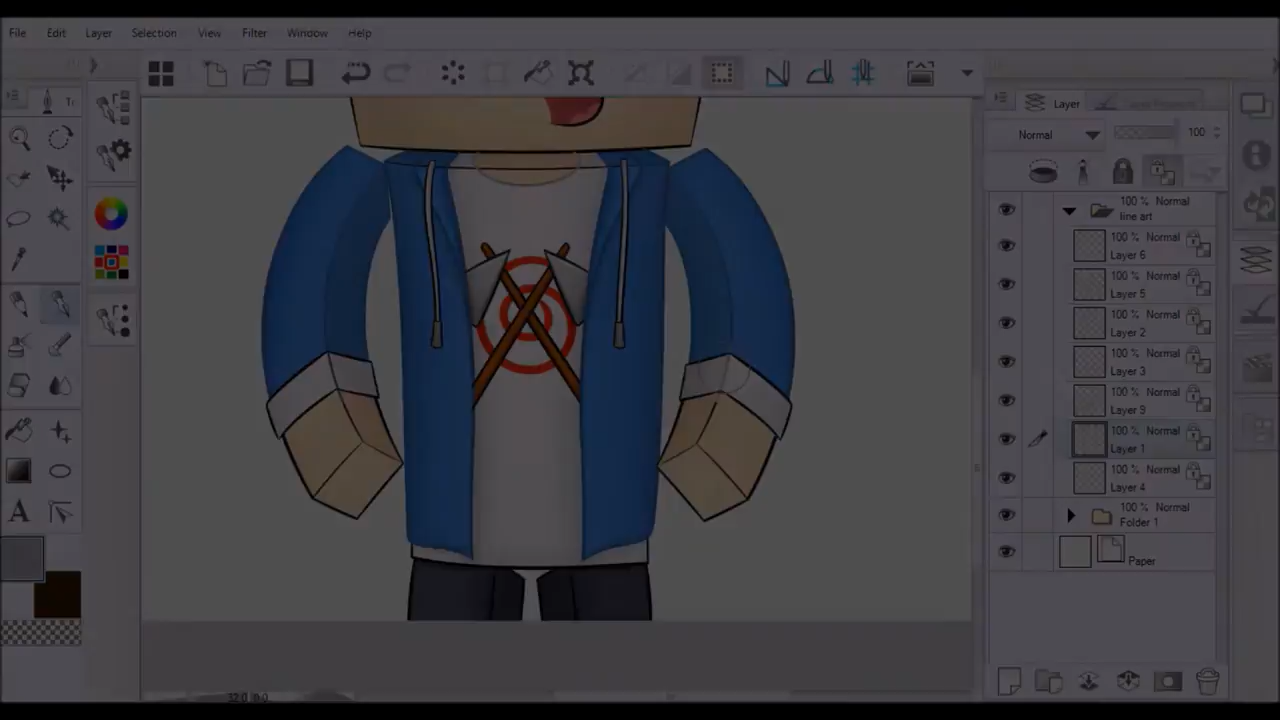 File Edit Layer Selection View Filter Window Help
Layer
Normal 100
100 % Normal
line art
100 % Normal
Layer 6
100 % Normal
Layer 5
100 % Normal
Layer 2
100 % Normal
Layer 3
100 % Normal
Layer 9
100 % Normal
Layer 1
100 % Normal
Layer 4
100 % Normal
Folder 1
Paper